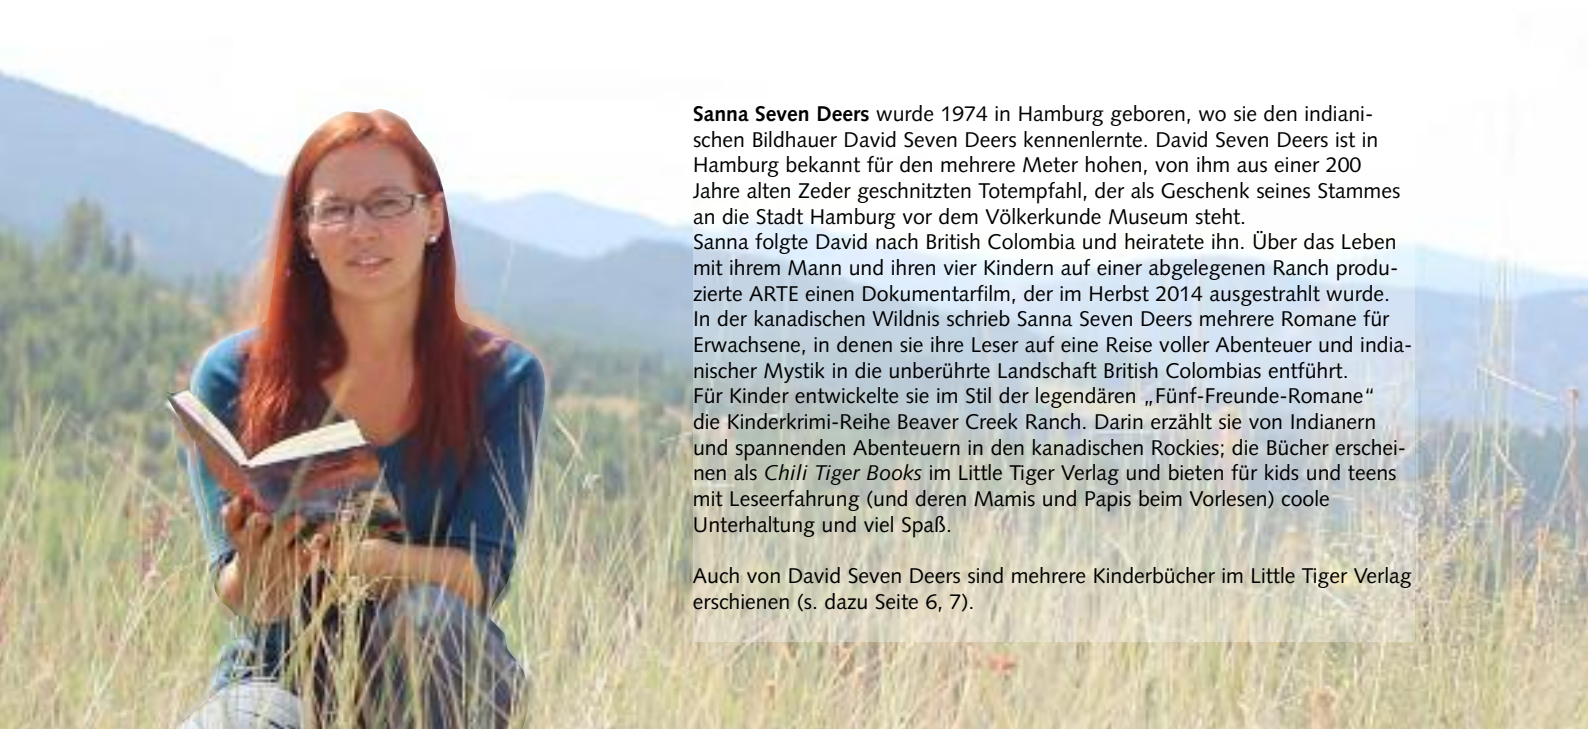 Sanna Seven Deers wurde 1974 in Hamburg geboren, wo sie den indiani-
schen Bildhauer David Seven Deers kennenlernte. David Seven Deers ist in
Hamburg bekannt für den mehrere Meter hohen, von ihm aus einer 200
Jahre alten Zeder geschnitzten Totempfahl, der als Geschenk seines Stammes
an die Stadt Hamburg vor dem Völkerkunde Museum steht.
Sanna folgte David nach British Colombia und heiratete ihn. Über das Leben
mit ihrem Mann und ihren vier Kindern auf einer abgelegenen Ranch produ-
zierte ARTE einen Dokumentarfilm, der im Herbst 2014 ausgestrahlt wurde.
In der kanadischen Wildnis schrieb Sanna Seven Deers mehrere Romane für
Erwachsene, in denen sie ihre Leser auf eine Reise voller Abenteuer und india-
nischer Mystik in die unberührte Landschaft British Colombias entführt.
Für Kinder entwickelte sie im Stil der legendären „Fünf-Freunde-Romane“
die Kinderkrimi-Reihe Beaver Creek Ranch. Darin erzählt sie von Indianern
und spannenden Abenteuern in den kanadischen Rockies; die Bücher erschei-
nen als Chili Tiger Books im Little Tiger Verlag und bieten für kids und teens
mit Leseerfahrung (und deren Mamis und Papis beim Vorlesen) coole
Unterhaltung und viel Spaß.
Auch von David Seven Deers sind mehrere Kinderbücher im Little Tiger Verlag
erschienen (s. dazu Seite 6, 7).